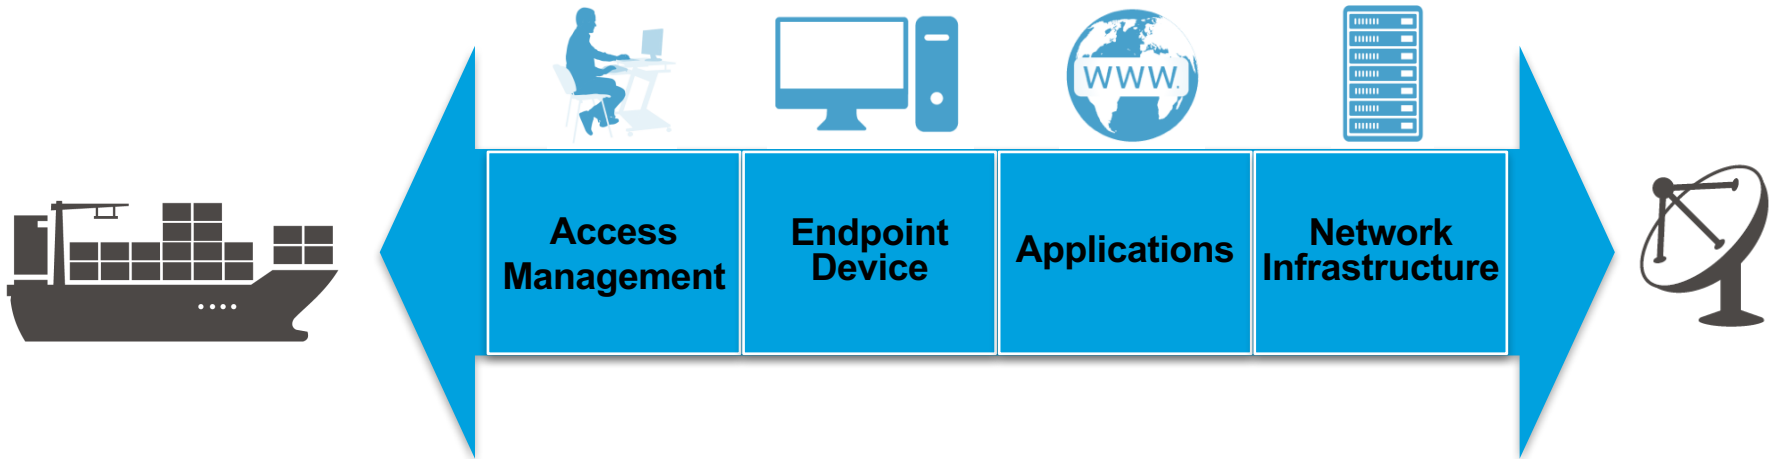 WWW.
Access
Management
Endpoint
Device
Applications
Network
Infrastructure